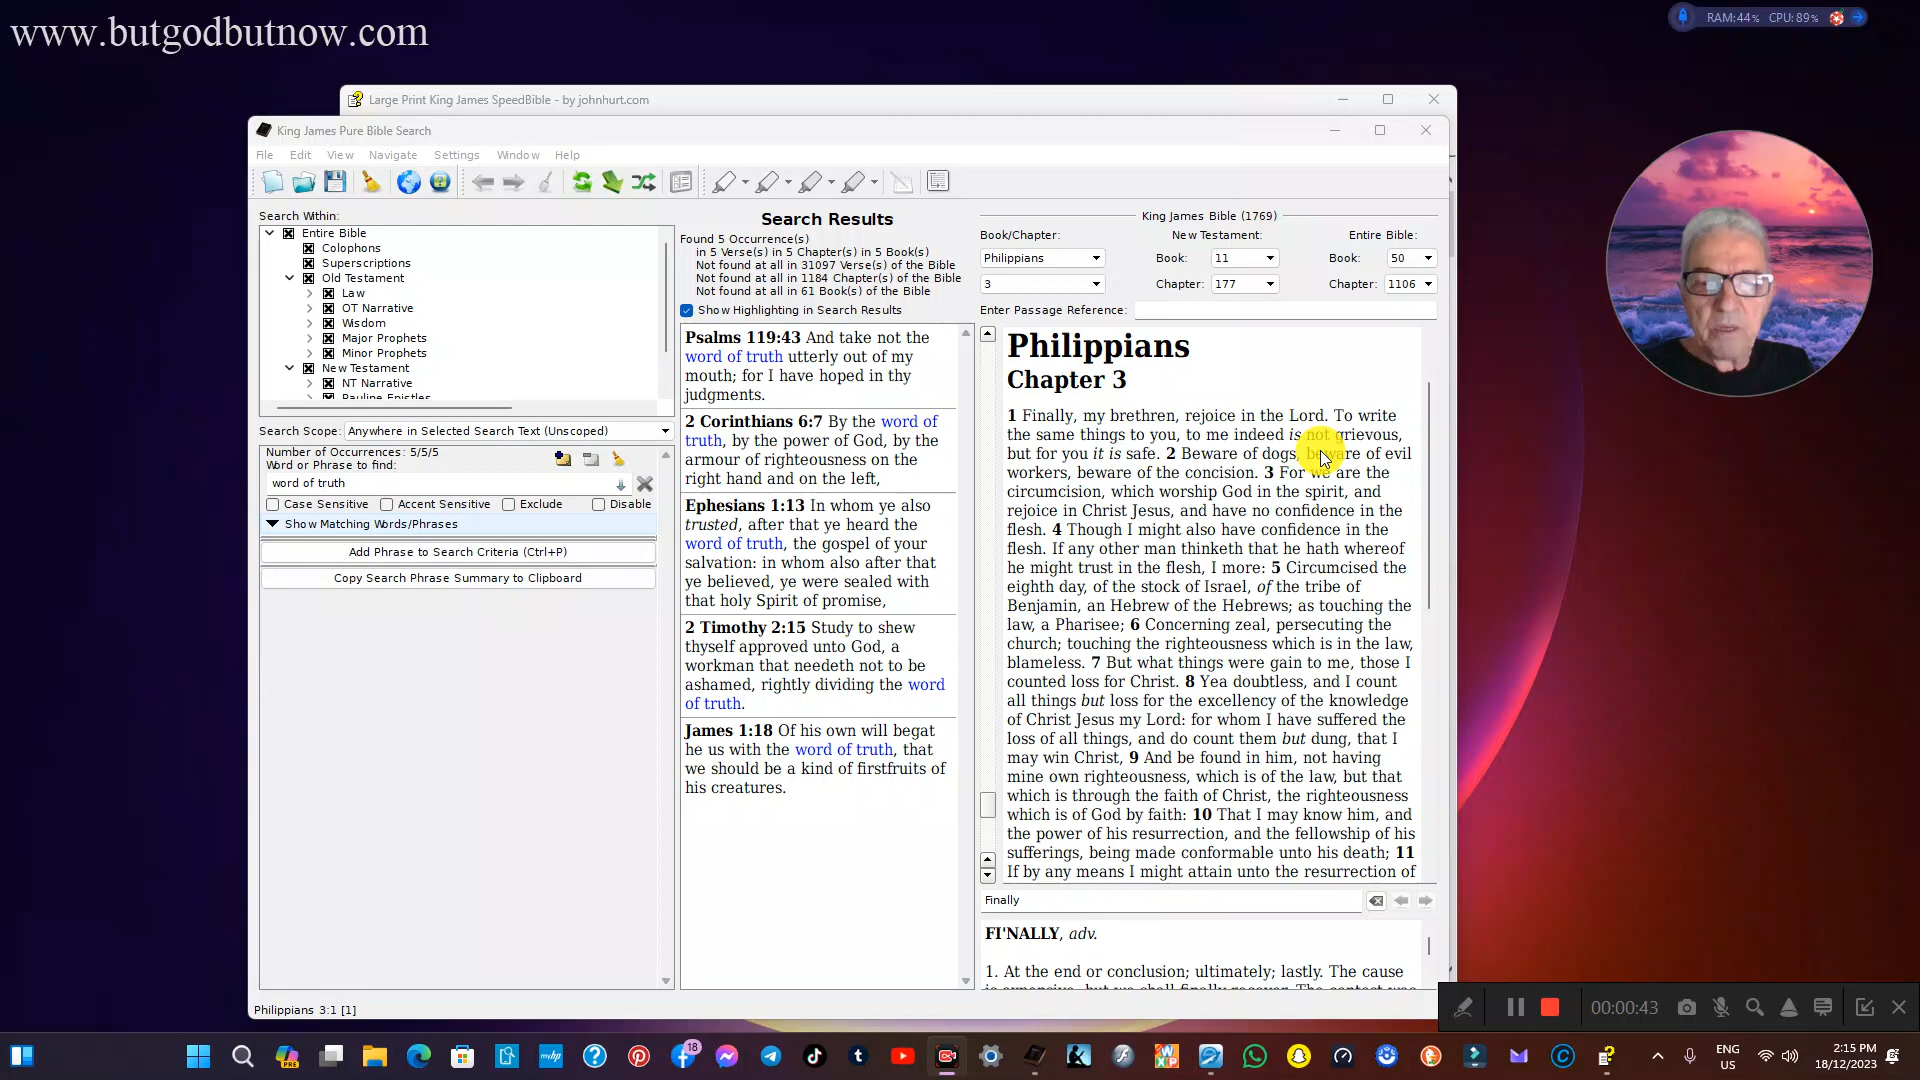 www.butgodbutnow.com
RAM:44% CPU:89%
Large Print King James SpeedBible - by johnhurt.com
King James Pure Bible Search
File Edit View Navigate Settings Window Help
Search Within:
Entire Bible
Colophons
Superscriptions
Old Testament
Law
OT Narrative
Wisdom
Major Prophets
Minor Prophets
New Testament
NT Narrative
Pauline Epistles
Search Scope: Anywhere in Selected Search Text (Unscoped)
Number of Occurrences: 5/5/5
Word or Phrase to find:
word of truth
Case Sensitive Accent Sensitive Exclude Disable
Show Matching Words/Phrases
Add Phrase to Search Criteria (Ctrl+P)
Copy Search Phrase Summary to Clipboard
Search Results
Found 5 Occurrence(s)
in 5 Verse(s) in 5 Chapter(s) in 5 Book(s)
Not found at all in 31097 Verse(s) of the Bible
Not found at all in 1184 Chapter(s) of the Bible
Not found at all in 61 Book(s) of the Bible
Show Highlighting in Search Results
Psalms 119:43 And take not the
word of truth utterly out of my
mouth; for I have hoped in thy
judgments.
2 Corinthians 6:7 By the word of
truth, by the power of God, by the
armour of righteousness on the
right hand and on the left,
Ephesians 1:13 In whom ye also
trusted, after that ye heard the
word of truth, the gospel of your
salvation: in whom also after that
ye believed, ye were sealed with
that holy Spirit of promise,
2 Timothy 2:15 Study to shew
thyself approved unto God, a
workman that needeth not to be
ashamed, rightly dividing the word
of truth.
James 1:18 Of his own will begat
he us with the word of truth, that
we should be a kind of firstfruits of
his creatures.
King James Bible (1769)
Book/Chapter: New Testament: Entire Bible:
Philippians Book: 11 Book: 50
3 Chapter: 177 Chapter: 1106
Enter Passage Reference:
Philippians
Chapter 3
1 Finally, my brethren, rejoice in the Lord. To write
the same things to you, to me indeed is not grievous,
but for you it is safe. 2 Beware of dogs, beware of evil
workers, beware of the concision. 3 For we are the
circumcision, which worship God in the spirit, and
rejoice in Christ Jesus, and have no confidence in the
flesh. 4 Though I might also have confidence in the
flesh. If any other man thinketh that he hath whereof
he might trust in the flesh, I more: 5 Circumcised the
eighth day, of the stock of Israel, of the tribe of
Benjamin, an Hebrew of the Hebrews; as touching the
law, a Pharisee; 6 Concerning zeal, persecuting the
church; touching the righteousness which is in the law,
blameless. 7 But what things were gain to me, those I
counted loss for Christ. 8 Yea doubtless, and I count
all things but loss for the excellency of the knowledge
of Christ Jesus my Lord: for whom I have suffered the
loss of all things, and do count them but dung, that I
may win Christ, 9 And be found in him, not having
mine own righteousness, which is of the law, but that
which is through the faith of Christ, the righteousness
which is of God by faith: 10 That I may know him, and
the power of his resurrection, and the fellowship of his
sufferings, being made conformable unto his death; 11
If by any means I might attain unto the resurrection of
Finally
FI'NALLY, adv.
1. At the end or conclusion; ultimately; lastly. The cause
Philippians 3:1 [1]
00:00:43
PRE
myhp
18
ENG
US
2:15 PM
18/12/2023